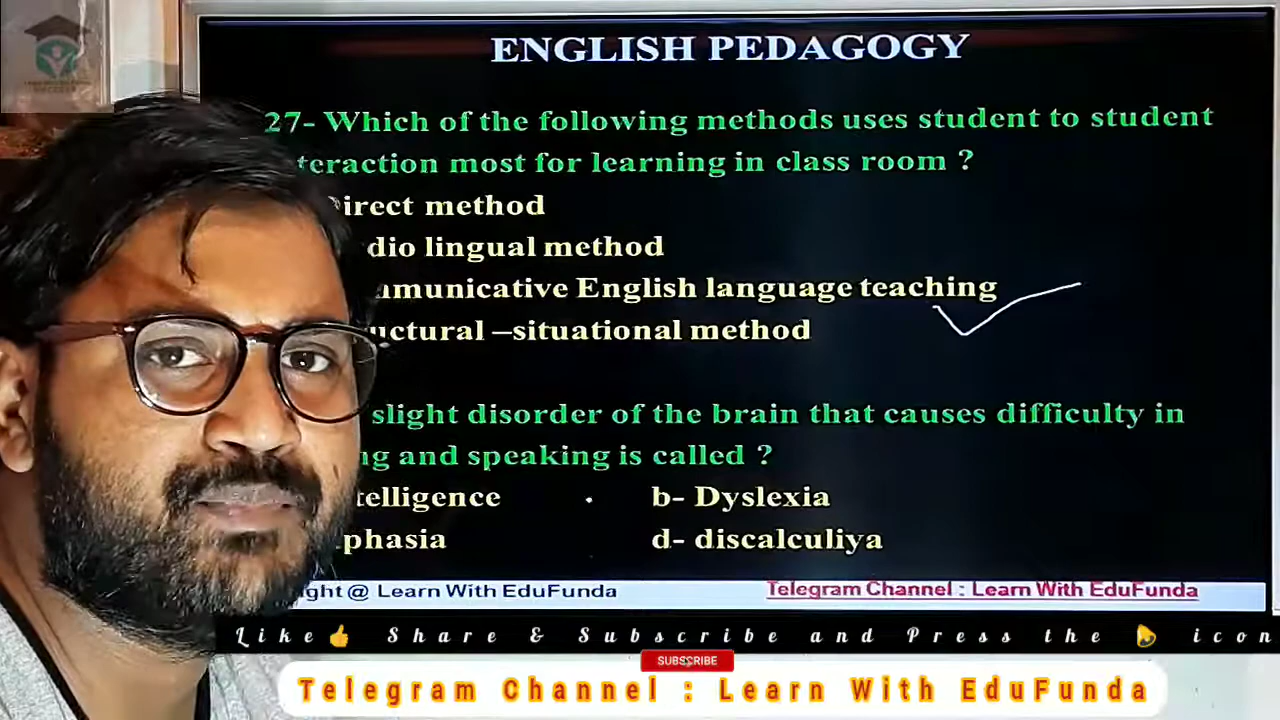 ENGLISH PEDAGOGY
27- Which of the following methods uses student to student
teraction most for learning in class room ?
Direct method
dio lingual method
mmunicative English language teaching
uctural –situational method
slight disorder of the brain that causes difficulty in
ng and speaking is called ?
telligence b- Dyslexia
phasia d- discalculiya
ght @ Learn With EduFunda Telegram Channel : Learn With EduFunda
Like 👍 Share & Subscribe and Press the 🔔 icon
SUBSCRIBE
Telegram Channel : Learn With EduFunda